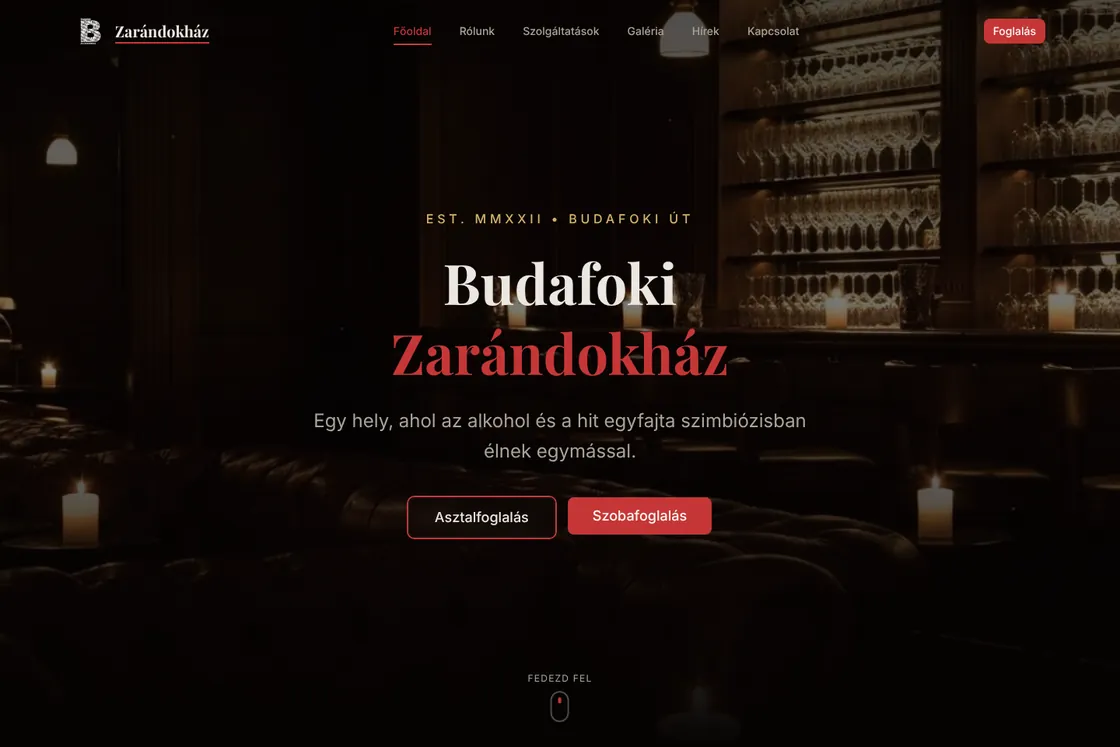 B Zarándokház
Főoldal Rólunk Szolgáltatások Galéria Hírek Kapcsolat
Foglalás
EST. MMXXII • BUDAFOKI ÚT
Budafoki
Zarándokház
Egy hely, ahol az alkohol és a hit egyfajta szimbiózisban
élnek egymással.
Asztalfoglalás
Szobafoglalás
FEDEZD FEL